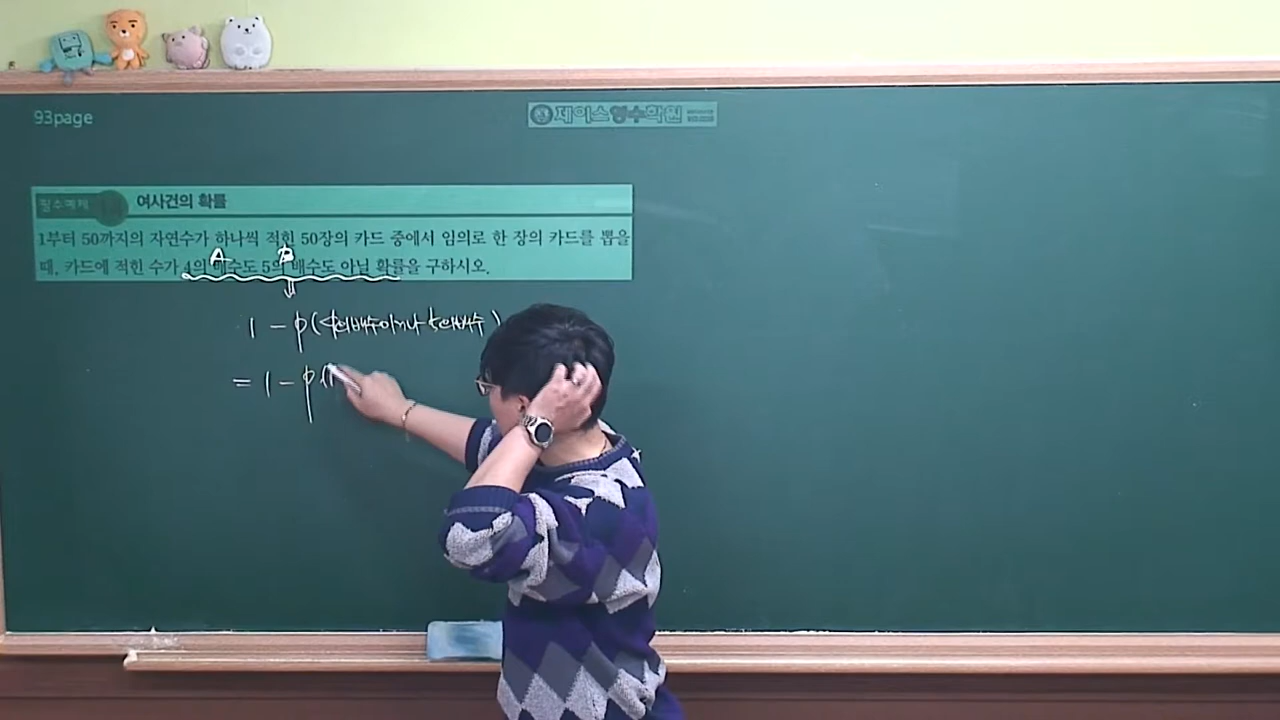 93page
제이스영수학원
필수예제
여사건의 확률
1부터 50까지의 자연수가 하나씩 적힌 50장의 카드 중에서 임의로 한 장의 카드를 뽑을
때, 카드에 적힌 수가 4의 배수도 5의 배수도 아닐 확률을 구하시오.
A B
1 - P(4의배수이거나 5의배수)
= 1 - P(